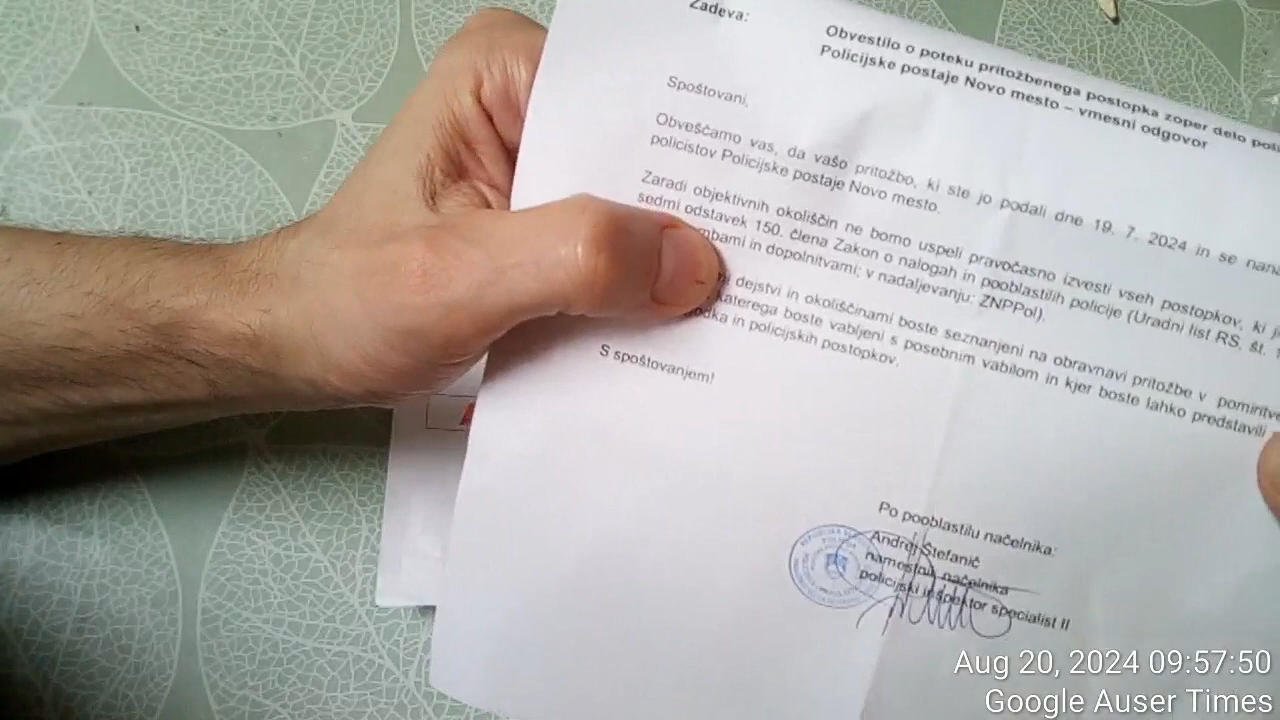 Zadeva:
Obvestilo o poteku pritožbenega postopka zoper delo
Policijske postaje Novo mesto – vmesni odgovor
Spoštovani,
Obveščamo vas, da vašo pritožbo, ki ste jo podali dne 19. 7. 2024 in se
policistov Policijske postaje Novo mesto.
Zaradi objektivnih okoliščin ne bomo uspeli pravočasno izvesti vseh postopkov, ki
sedmi odstavek 150. člena Zakon o nalogah in pooblastilih policije (Uradni list RS, št.
in dopolnitvami; v nadaljevanju: ZNPPol).
dejstvi in okoliščinami boste seznanjeni na obravnavi pritožbe v
katerega boste vabljeni s posebnim vabilom in kjer boste lahko predstavili
in policijskih postopkov.
S spoštovanjem!
Po pooblastilu načelnika:
Andrej Štefanič
namestnik načelnika
policijski inšpektor specialist II
Aug 20, 2024 09:57:50
Google Auser Times